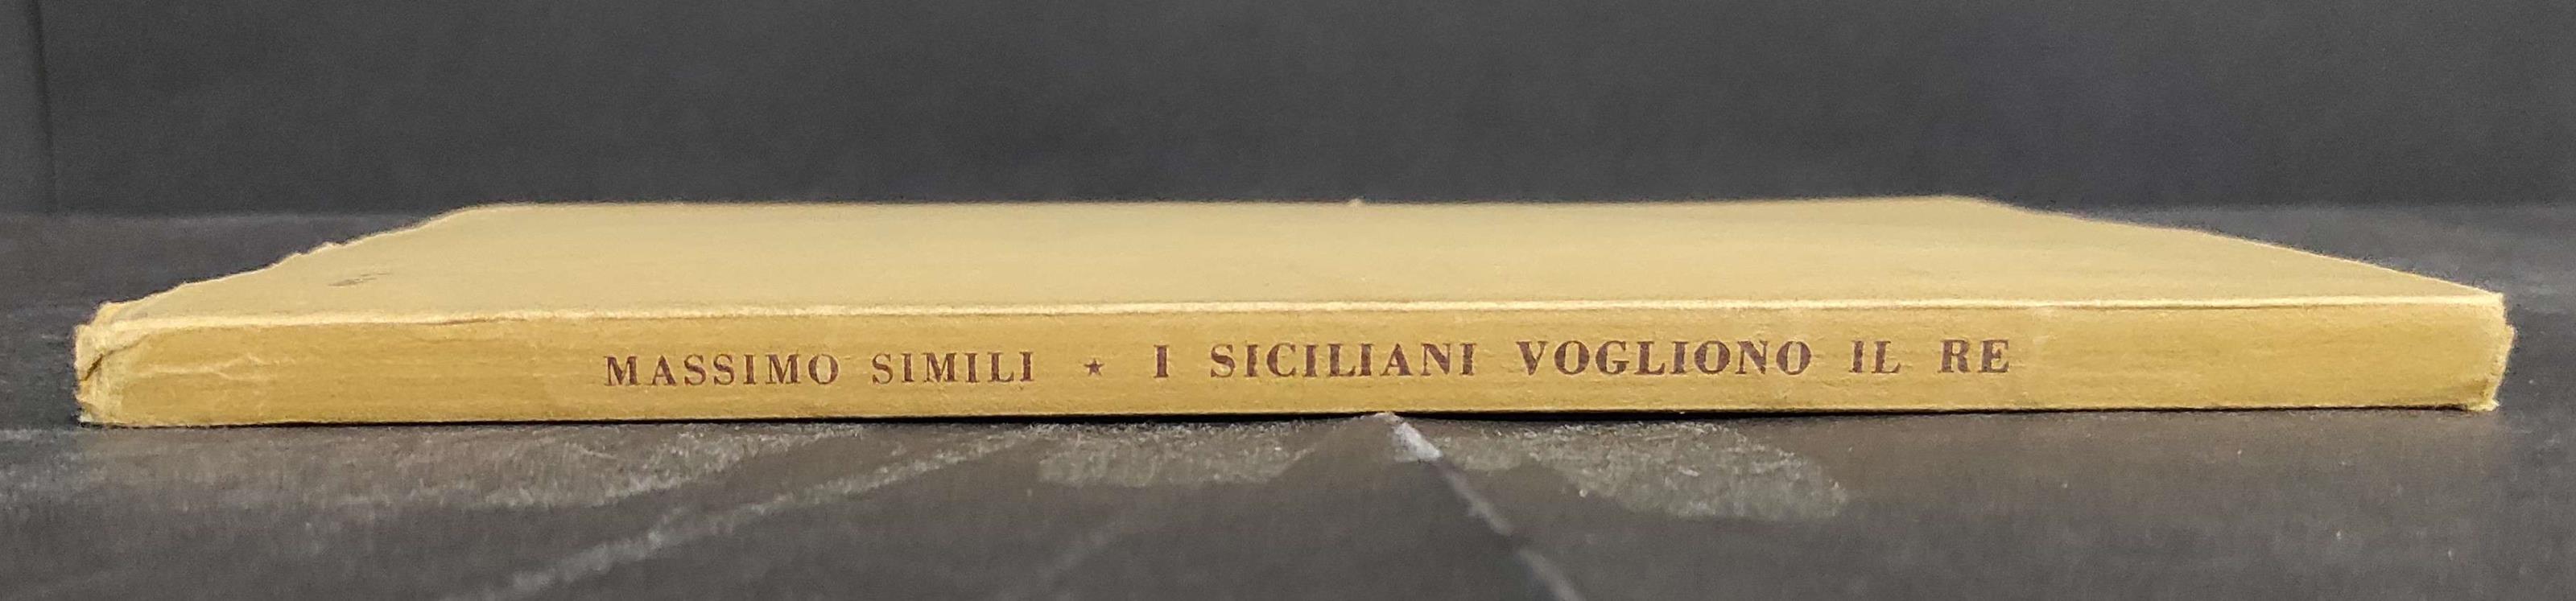 MASSIMO SIMILI ★ I SICILIANI VOGLIONO IL RE